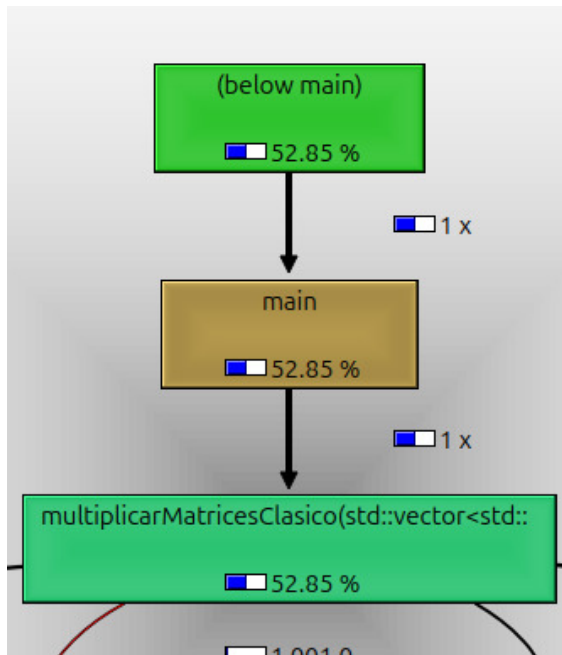 (below main)
52.85 %
1 x
main
52.85 %
1 x
multiplicarMatricesClasico(std::vector<std::
52.85 %